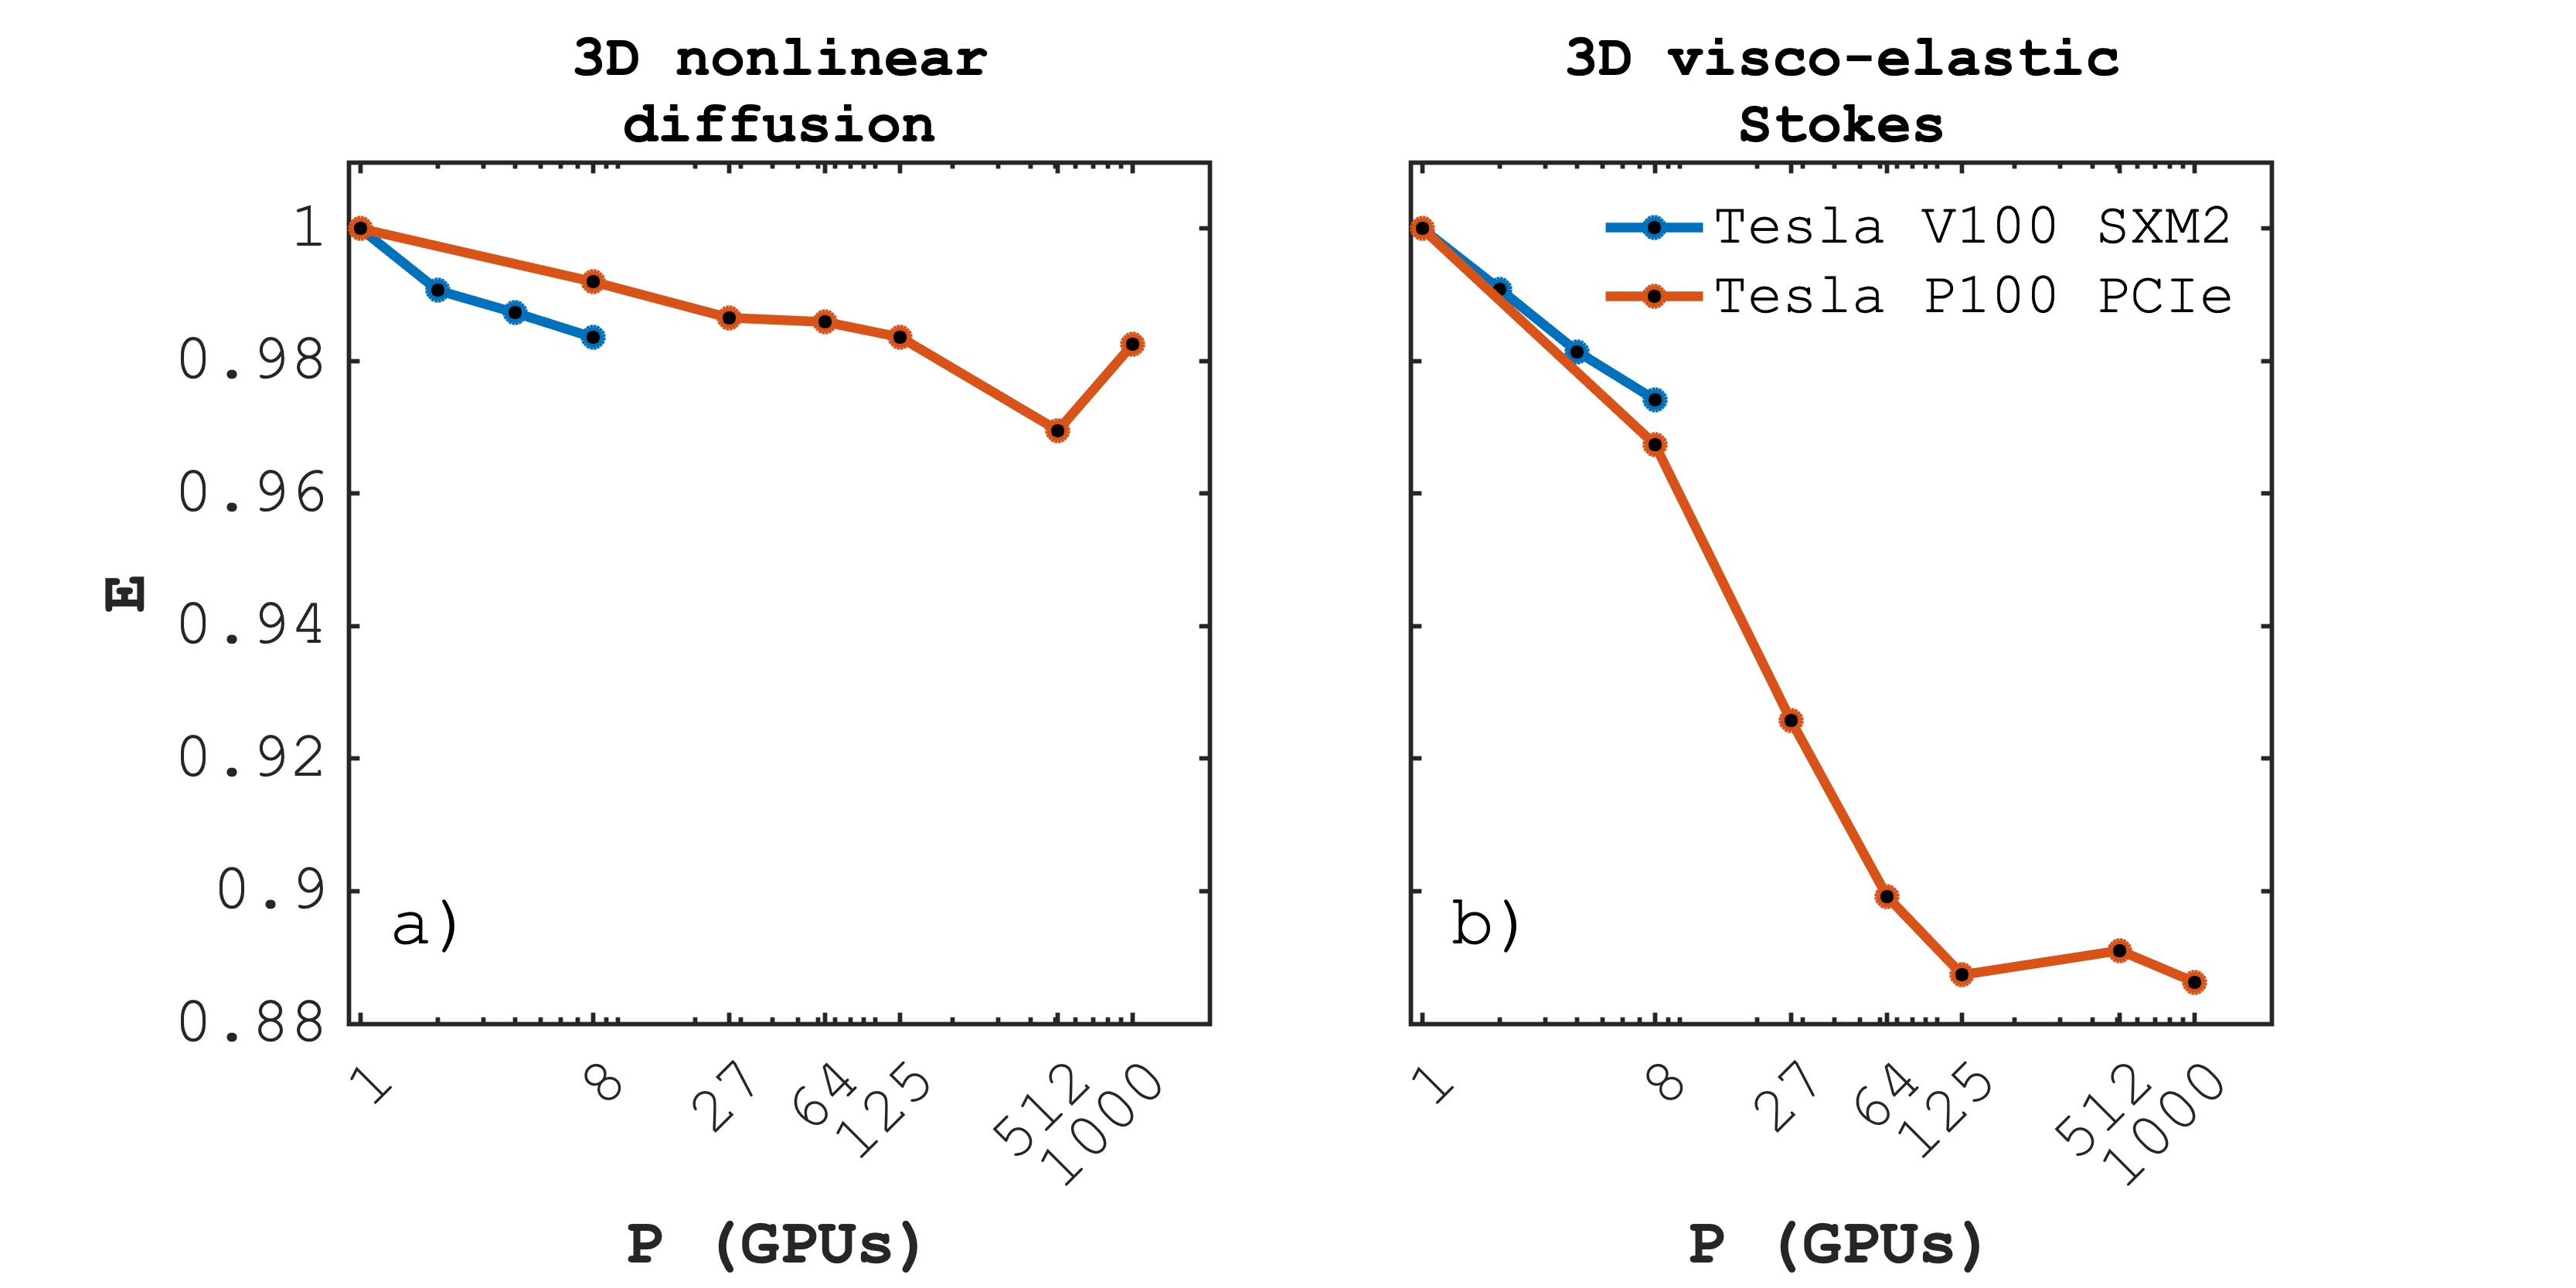 3D nonlinear
diffusion
1
0.98
0.96
0.94
0.92
0.9
0.88
E
a)
1
8
27
64
125
512
1000
P (GPUs)
3D visco-elastic
Stokes
Tesla V100 SXM2
Tesla P100 PCIe
b)
1
8
27
64
125
512
1000
P (GPUs)